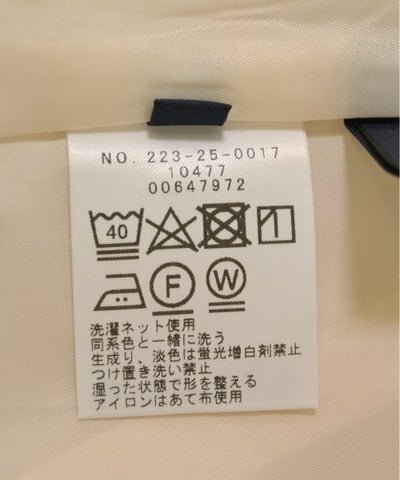 NO. 223-25-0017
10477
00647972
40
F W
洗濯ネット使用
同系色と一緒に洗う
生成り、淡色は蛍光増白剤禁止
つけ置き洗い禁止
湿った状態で形を整える
アイロンはあて布使用